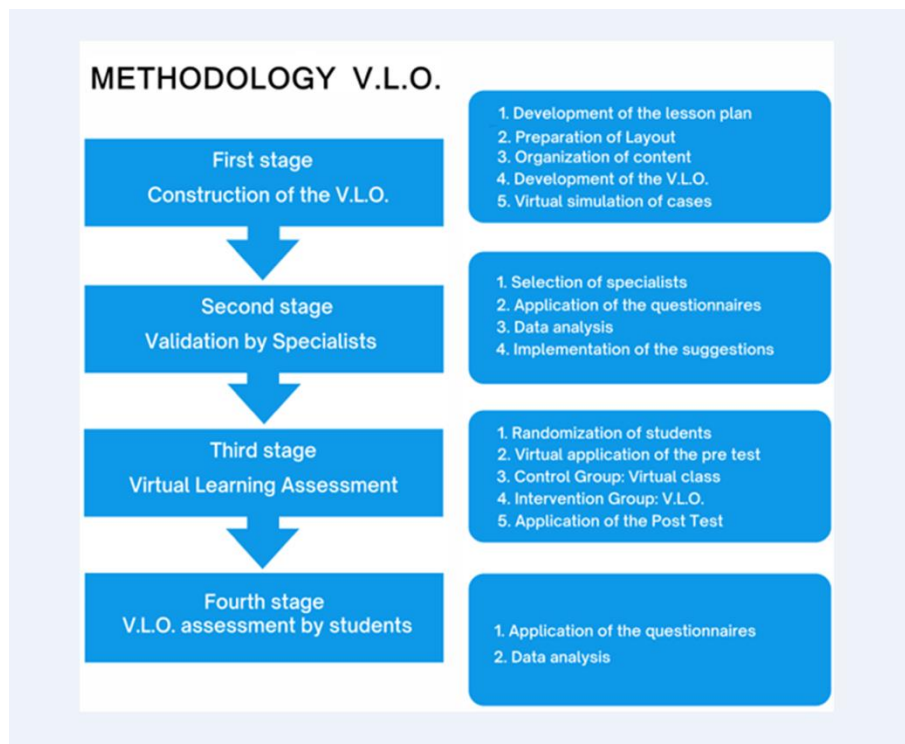 METHODOLOGY V.L.O.
First stage
Construction of the V.L.O.
1. Development of the lesson plan
2. Preparation of Layout
3. Organization of content
4. Development of the V.L.O.
5. Virtual simulation of cases
Second stage
Validation by Specialists
1. Selection of specialists
2. Application of the questionnaires
3. Data analysis
4. Implementation of the suggestions
Third stage
Virtual Learning Assessment
1. Randomization of students
2. Virtual application of the pre test
3. Control Group: Virtual class
4. Intervention Group: V.L.O.
5. Application of the Post Test
Fourth stage
V.L.O. assessment by students
1. Application of the questionnaires
2. Data analysis